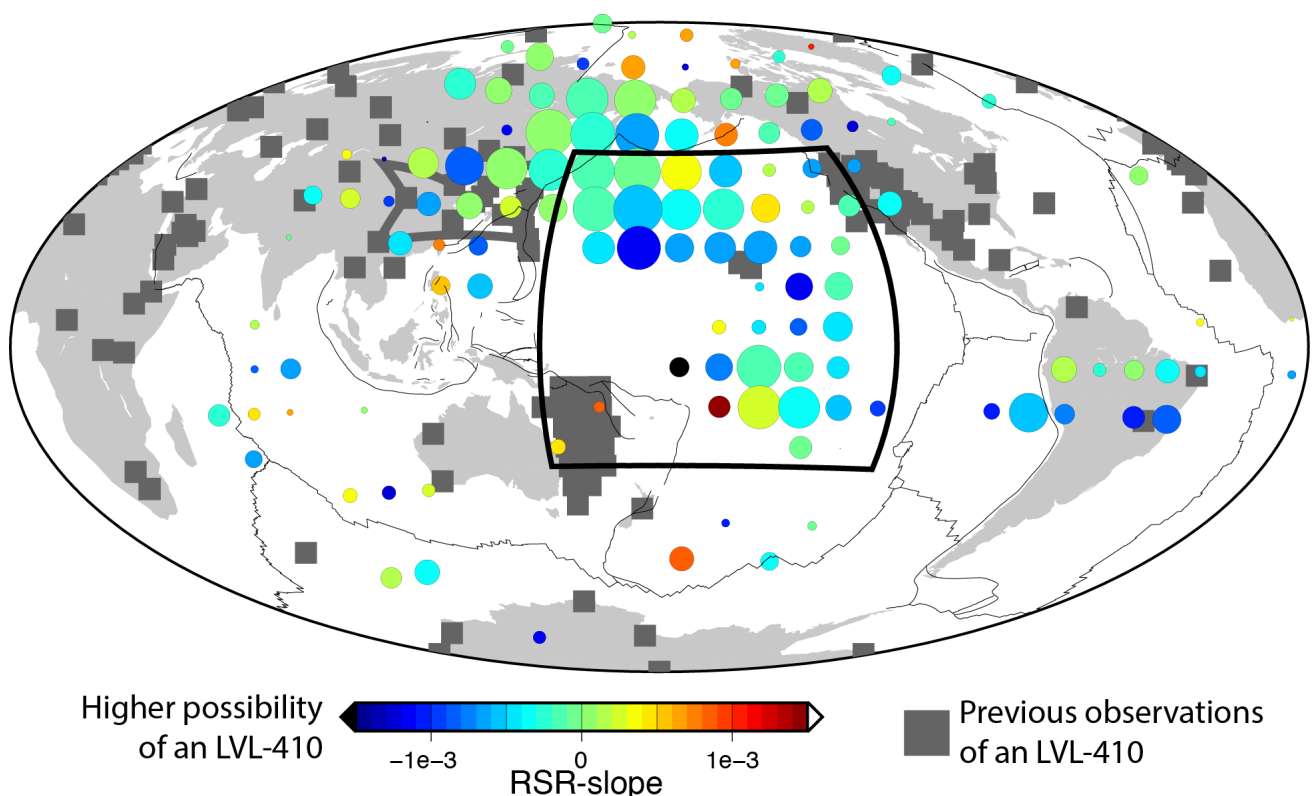 Higher possibility
of an LVL-410
−1e−3 0 1e−3
RSR-slope
Previous observations
of an LVL-410